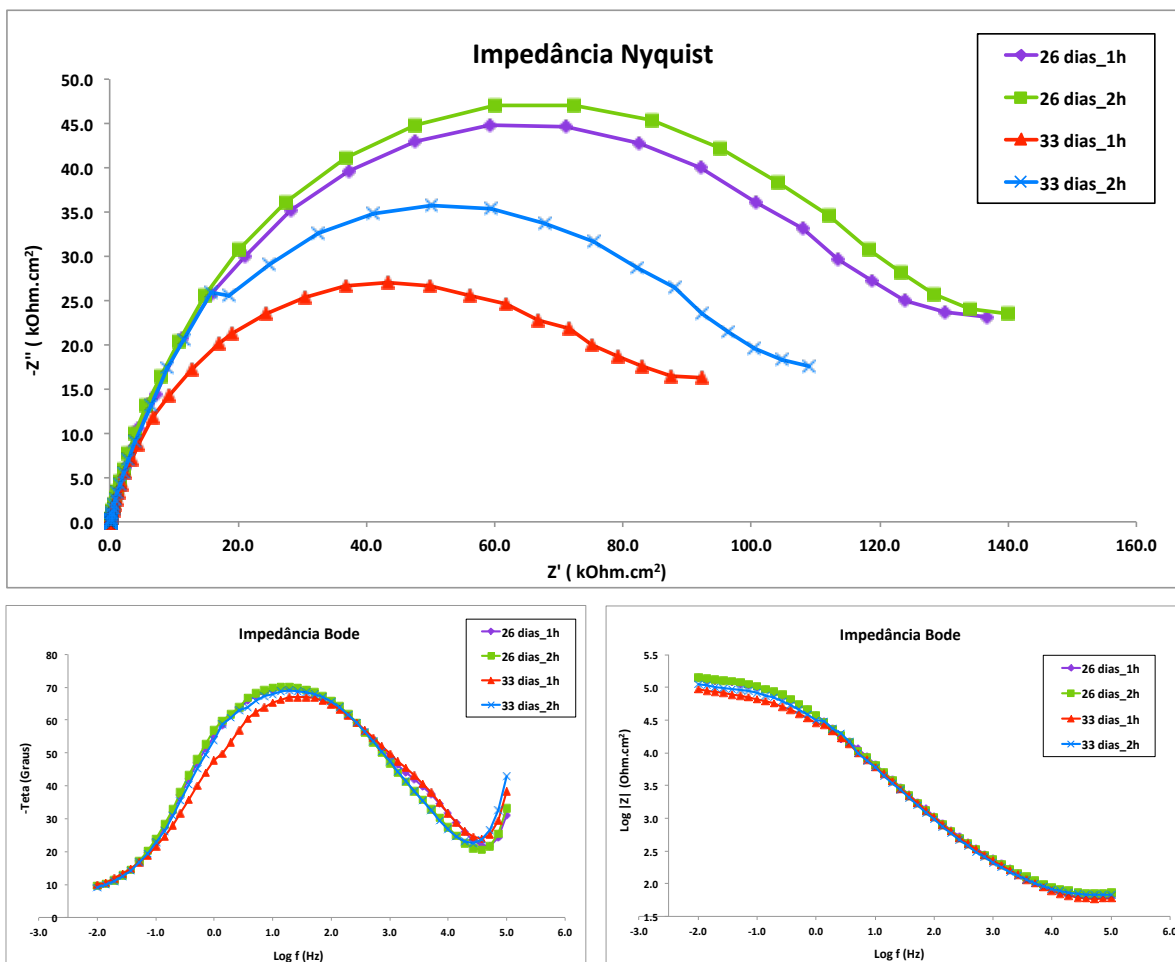 Impedância Nyquist
26 dias_1h
26 dias_2h
33 dias_1h
33 dias_2h
50.0
45.0
40.0
35.0
30.0
25.0
20.0
15.0
10.0
5.0
0.0
-Z" ( kOhm.cm²)
0.0 20.0 40.0 60.0 80.0 100.0 120.0 140.0 160.0
Z' ( kOhm.cm²)
Impedância Bode
26 dias_1h
26 dias_2h
33 dias_1h
33 dias_2h
80
70
60
50
40
30
20
10
0
-Teta (Graus)
-3.0 -2.0 -1.0 0.0 1.0 2.0 3.0 4.0 5.0 6.0
Log f (Hz)
Impedância Bode
26 dias_1h
26 dias_2h
33 dias_1h
33 dias_2h
5.5
5.0
4.5
4.0
3.5
3.0
2.5
2.0
1.5
Log |Z| (Ohm.cm²)
-3.0 -2.0 -1.0 0.0 1.0 2.0 3.0 4.0 5.0 6.0
Log f (Hz)